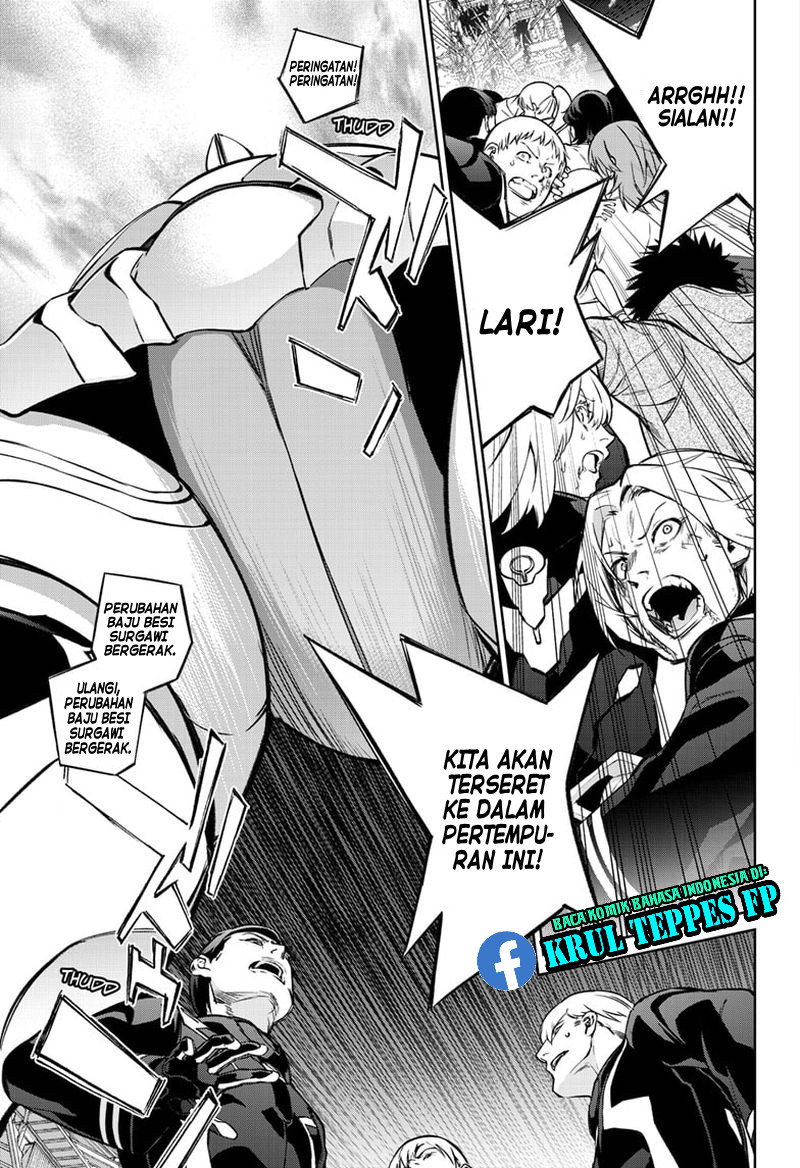 ARRGHH!!
SIALAN!!
LARI!
PERINGATAN!
PERINGATAN!
THUDD
PERUBAHAN
BAJU BESI
SURGAWI
BERGERAK.
ULANGI,
PERUBAHAN
BAJU BESI
SURGAWI
BERGERAK.
KITA AKAN
TERSERET
KE DALAM
PERTEMPU-
RAN INI!
THUDD
BACA KOMIK BAHASA INDONESIA DI:
f KRUL TEPPES FP